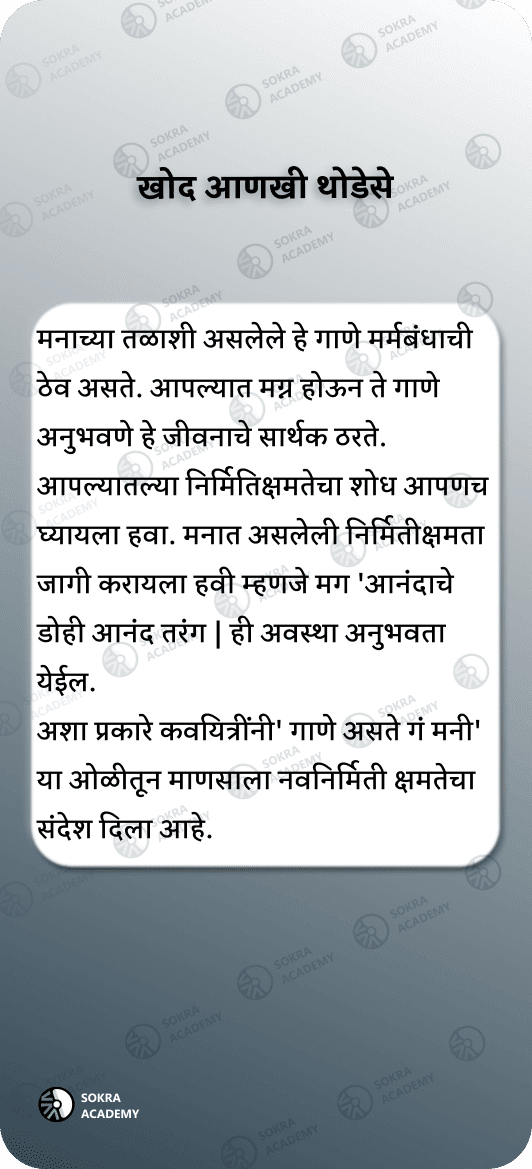 खोद आणखी थोडेसे
मनाच्या तळाशी असलेले हे गाणे मर्मबंधाची
ठेव असते. आपल्यात मग्न होऊन ते गाणे
अनुभवणे हे जीवनाचे सार्थक ठरते.
आपल्यातल्या निर्मितिक्षमतेचा शोध आपणच
घ्यायला हवा. मनात असलेली निर्मितीक्षमता
जागी करायला हवी म्हणजे मग 'आनंदाचे
डोही आनंद तरंग | ही अवस्था अनुभवता
येईल.
अशा प्रकारे कवयित्रींनी' गाणे असते गं मनी'
या ओळीतून माणसाला नवनिर्मिती क्षमतेचा
संदेश दिला आहे.
SOKRA
ACADEMY